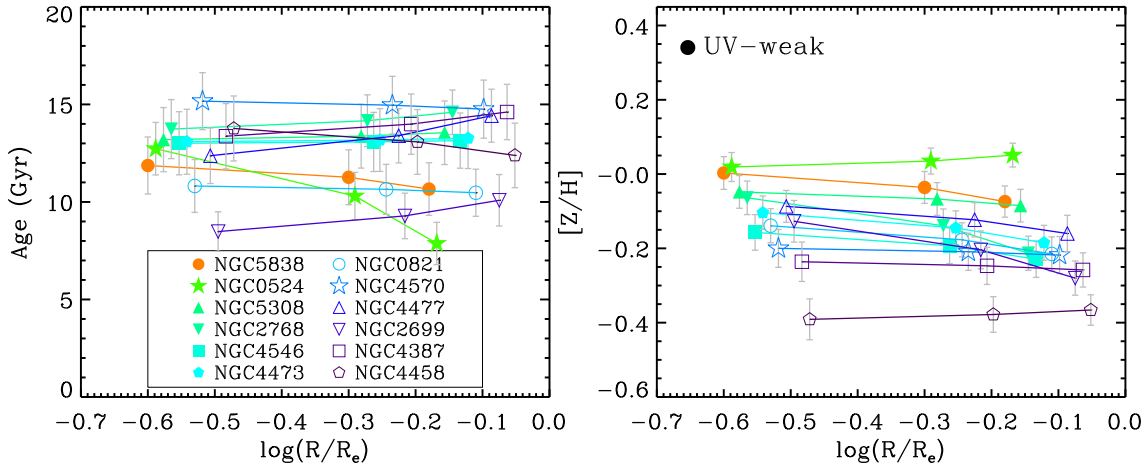 20
15
10
5
0
Age (Gyr)
NGC5838 NGC0821
NGC0524 NGC4570
NGC5308 NGC4477
NGC2768 NGC2699
NGC4546 NGC4387
NGC4473 NGC4458
-0.7 -0.6 -0.5 -0.4 -0.3 -0.2 -0.1 0.0
log(R/Re)
0.4
0.2
-0.0
-0.2
-0.4
-0.6
[Z/H]
UV-weak
-0.7 -0.6 -0.5 -0.4 -0.3 -0.2 -0.1 0.0
log(R/Re)